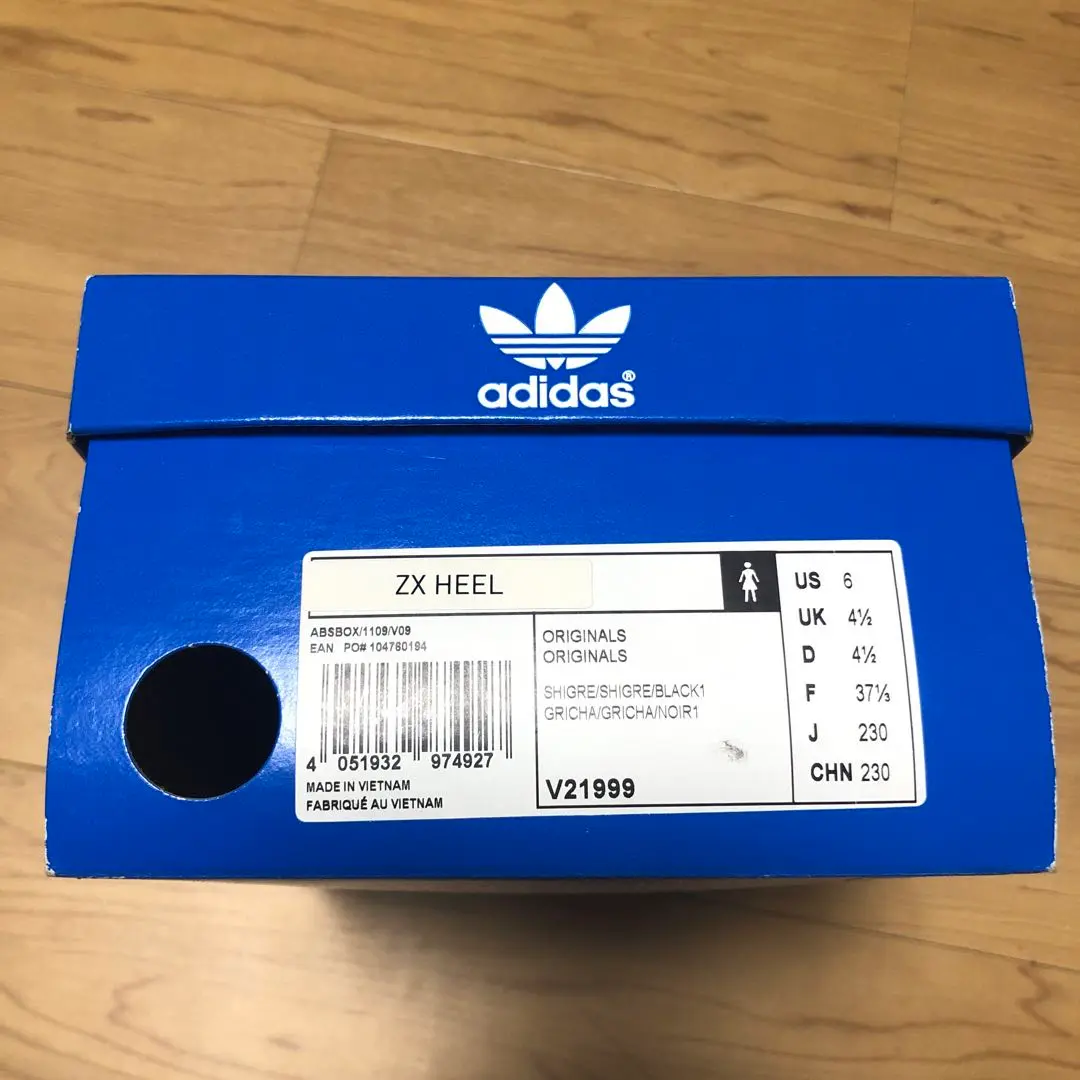 adidas®
ZX HEEL
ABSBOX/1109/V09
EAN PO# 104760194
4 051932 974927
MADE IN VIETNAM
FABRIQUÉ AU VIETNAM
ORIGINALS
ORIGINALS
SHIGRE/SHIGRE/BLACK1
GRICHA/GRICHA/NOIR1
V21999
US 6
UK 4½
D 4½
F 37⅓
J 230
CHN 230